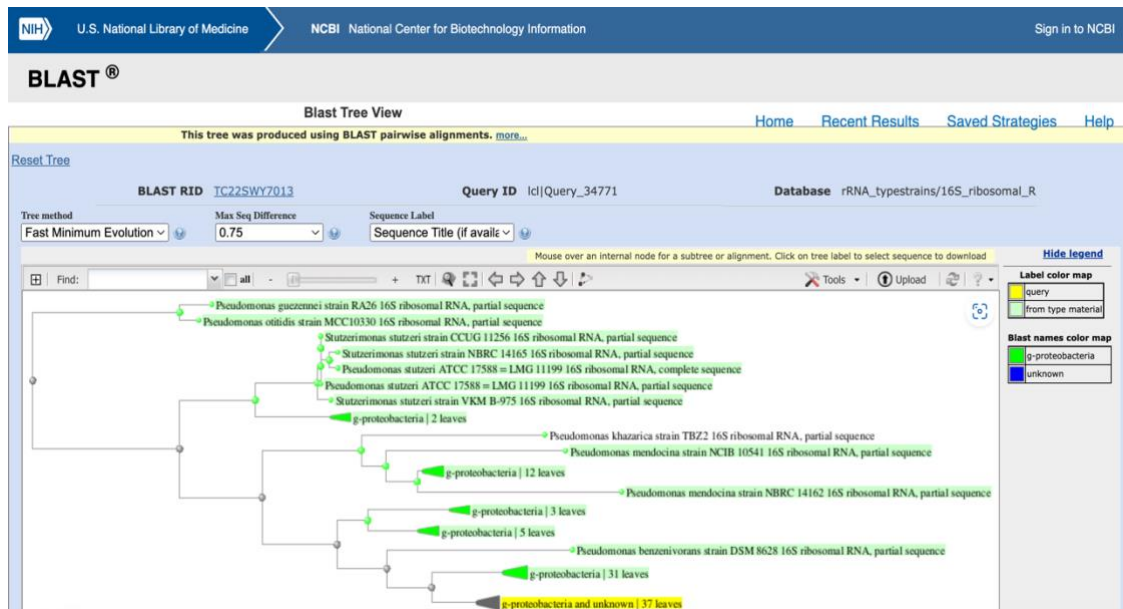 NIH U.S. National Library of Medicine NCBI National Center for Biotechnology Information Sign in to NCBI
BLAST ®
Blast Tree View
Home Recent Results Saved Strategies Help
This tree was produced using BLAST pairwise alignments. more...
Reset Tree
BLAST RID TC22SWY7013 Query ID lcl|Query_34771 Database rRNA_typestrains/16S_ribosomal_R
Tree method Max Seq Difference Sequence Label
Fast Minimum Evolution 0.75 Sequence Title (if availe
Mouse over an internal node for a subtree or alignment. Click on tree label to select sequence to download Hide legend
Find: all - + TXT Tools Upload ?
Label color map
query
from type material
Blast names color map
g-proteobacteria
unknown
Pseudomonas guezennei strain RA26 16S ribosomal RNA, partial sequence
Pseudomonas otitidis strain MCC10330 16S ribosomal RNA, partial sequence
Stutzerimonas stutzeri strain CCUG 11256 16S ribosomal RNA, partial sequence
Stutzerimonas stutzeri strain NBRC 14165 16S ribosomal RNA, partial sequence
Pseudomonas stutzeri ATCC 17588 = LMG 11199 16S ribosomal RNA, complete sequence
Pseudomonas stutzeri ATCC 17588 = LMG 11199 16S ribosomal RNA, partial sequence
Stutzerimonas stutzeri strain VKM B-975 16S ribosomal RNA, partial sequence
g-proteobacteria | 2 leaves
Pseudomonas khazarica strain TBZ2 16S ribosomal RNA, partial sequence
Pseudomonas mendocina strain NCIB 10541 16S ribosomal RNA, partial sequence
g-proteobacteria | 12 leaves
Pseudomonas mendocina strain NBRC 14162 16S ribosomal RNA, partial sequence
g-proteobacteria | 3 leaves
g-proteobacteria | 5 leaves
Pseudomonas benzenivorans strain DSM 8628 16S ribosomal RNA, partial sequence
g-proteobacteria | 31 leaves
g-proteobacteria and unknown | 37 leaves